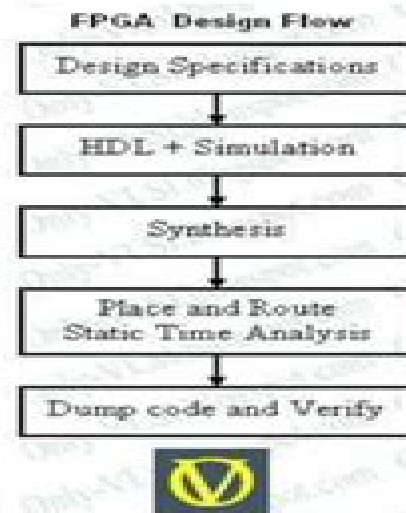 FPGA Design Flow
Design Specifications
HDL + Simulation
Synthesis
Place and Route
Static Time Analysis
Dump code and Verify